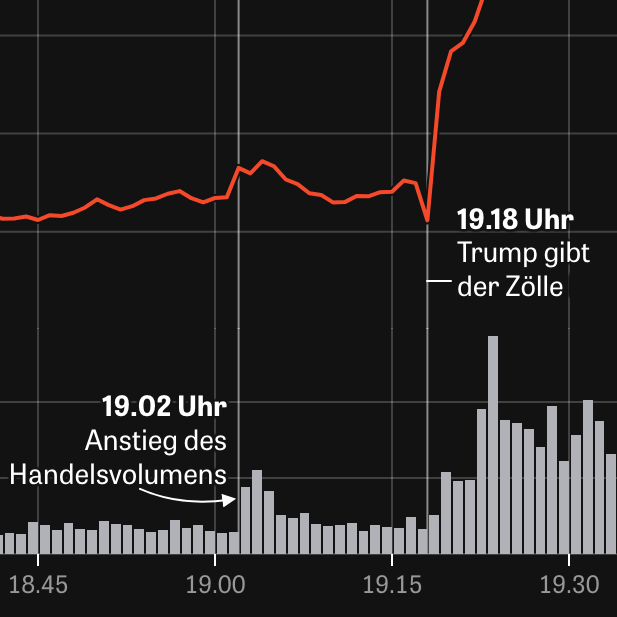 19.18 Uhr
Trump gibt
der Zölle
19.02 Uhr
Anstieg des
Handelsvolumens
18.45
19.00
19.15
19.30